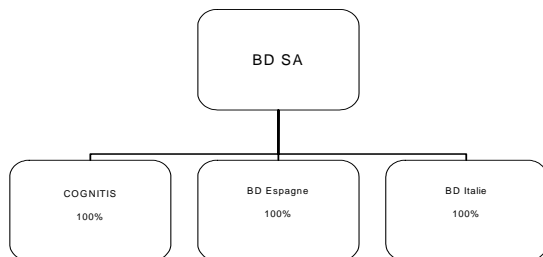 BD SA
COGNITIS
100%
BD Espagne
100%
BD Italie
100%